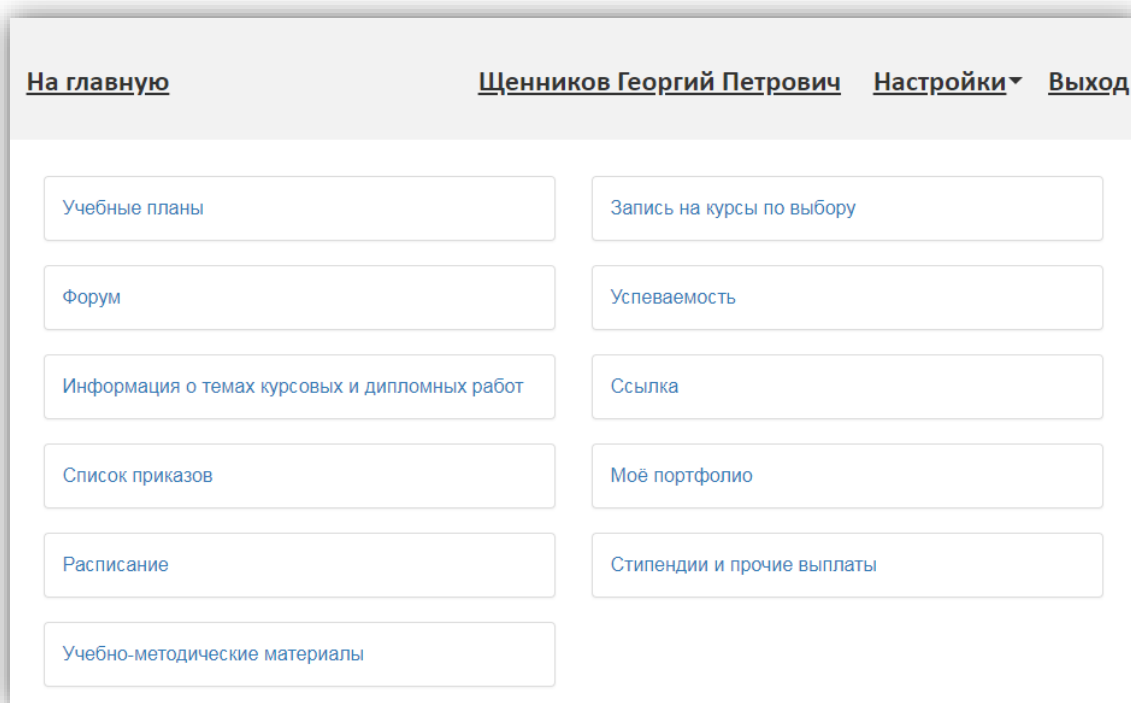 На главную Щенников Георгий Петрович Настройки Выход
Учебные планы
Запись на курсы по выбору
Форум
Успеваемость
Информация о темах курсовых и дипломных работ
Ссылка
Список приказов
Моё портфолио
Расписание
Стипендии и прочие выплаты
Учебно-методические материалы